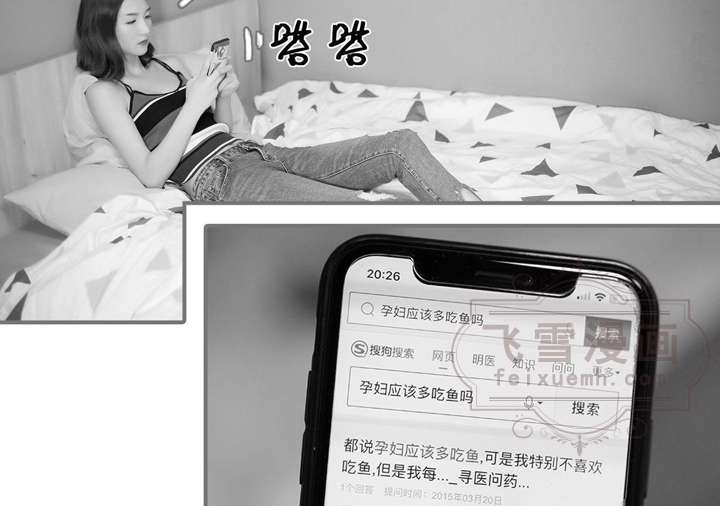 嗒 嗒
20:26
孕妇应该多吃鱼吗
搜索
S 搜狗搜索 网页 明医 知识 问问 更多
孕妇应该多吃鱼吗
搜索
都说孕妇应该多吃鱼,可是我特别不喜欢
吃鱼,但是我每..._寻医问药...
1个回答 提问时间：2015年03月20日
飞雪漫画
feixuemh.com